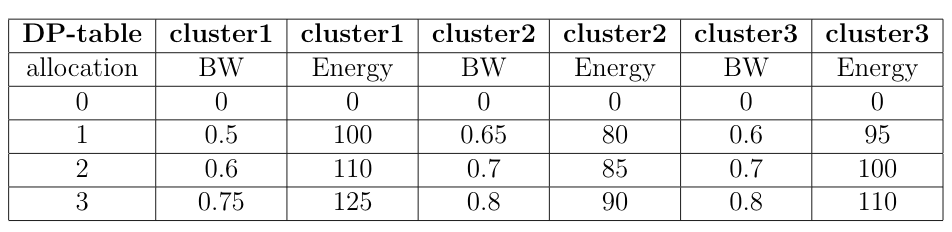 DP-table cluster1 cluster1 cluster2 cluster2 cluster3 cluster3
allocation BW Energy BW Energy BW Energy
0 0 0 0 0 0 0
1 0.5 100 0.65 80 0.6 95
2 0.6 110 0.7 85 0.7 100
3 0.75 125 0.8 90 0.8 110